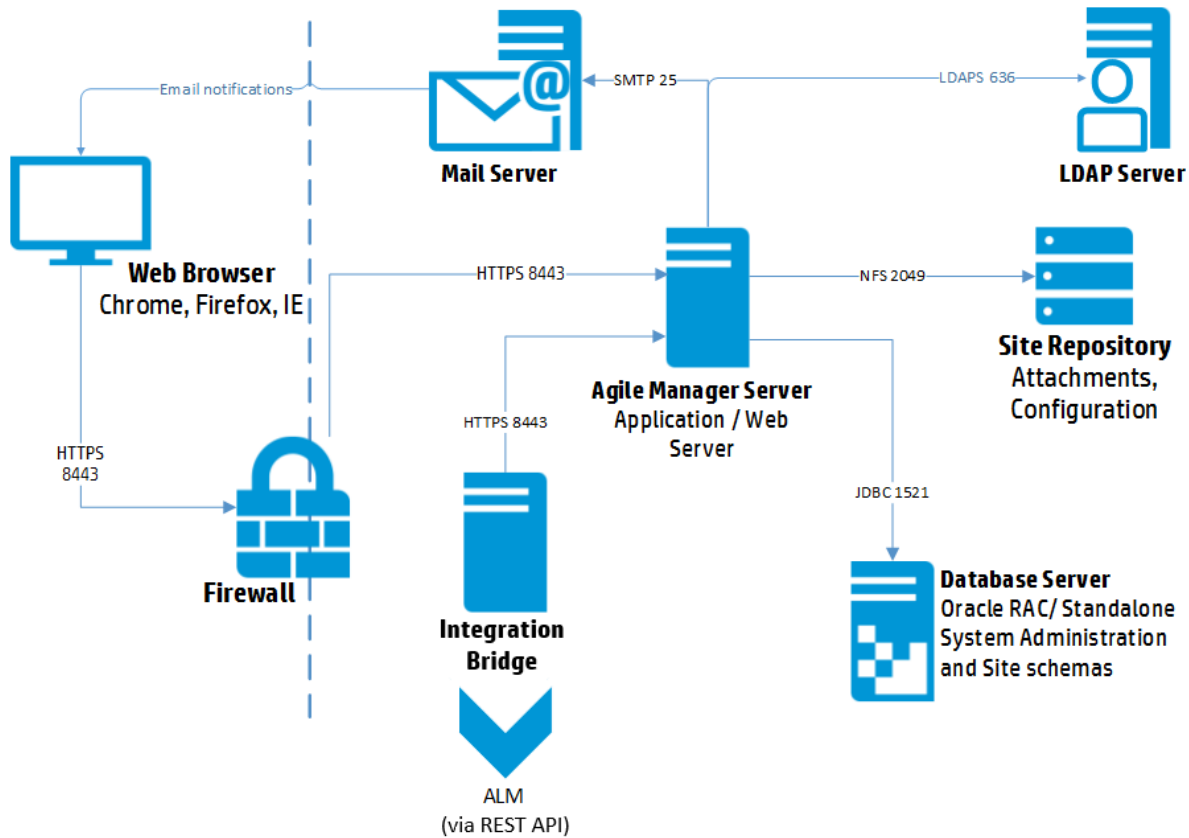 Email notifications
SMTP 25
LDAPS 636
@
Mail Server
LDAP Server
Web Browser
Chrome, Firefox, IE
HTTPS 8443
NFS 2049
Site Repository
Attachments,
Configuration
Agile Manager Server
Application / Web
Server
HTTPS 8443
HTTPS
8443
JDBC 1521
Firewall
Integration
Bridge
Database Server
Oracle RAC/ Standalone
System Administration
and Site schemas
ALM
(via REST API)